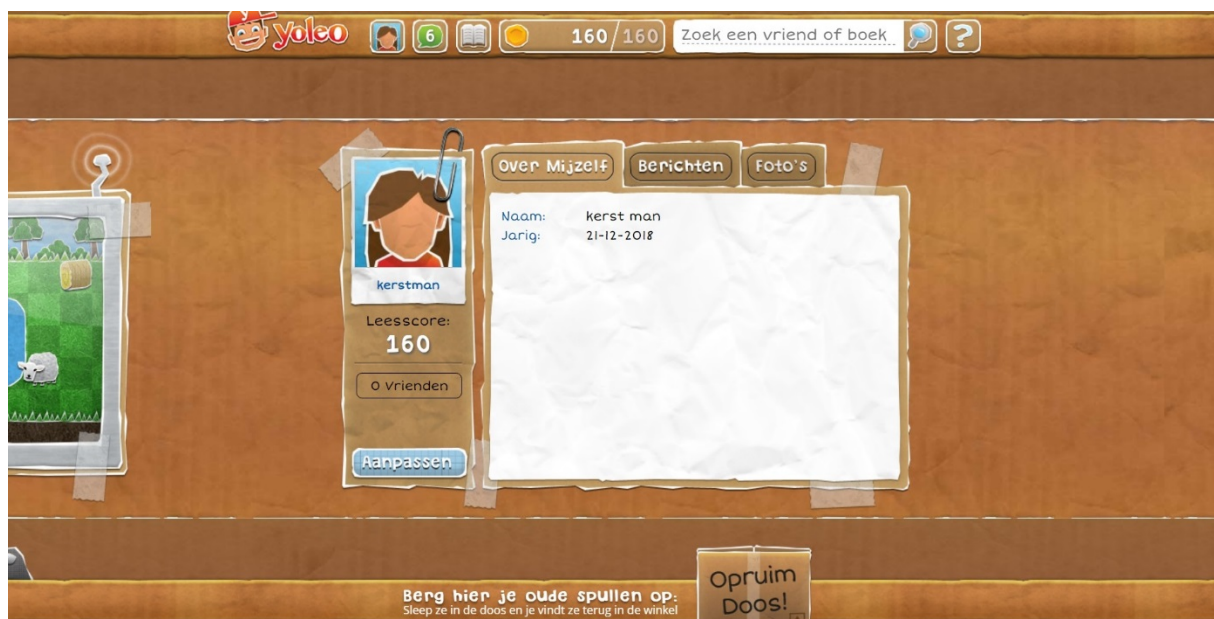 yoleo
6
160/160
Zoek een vriend of boek
?
Over Mijzelf
Berichten
Foto's
Naam: kerst man
Jarig: 21-12-2018
kerstman
Leesscore:
160
0 Vrienden
Aanpassen
Berg hier je oude spullen op:
Sleep ze in de doos en je vindt ze terug in de winkel
Opruim
Doos!